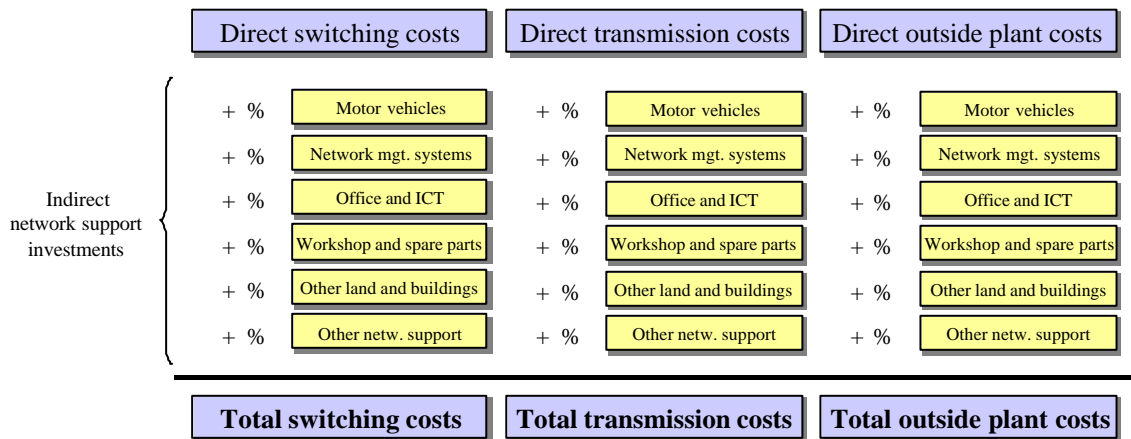 Direct switching costs
Direct transmission costs
Direct outside plant costs
+ % Motor vehicles
+ % Motor vehicles
+ % Motor vehicles
+ % Network mgt. systems
+ % Network mgt. systems
+ % Network mgt. systems
Indirect
network support
investments
+ % Office and ICT
+ % Office and ICT
+ % Office and ICT
+ % Workshop and spare parts
+ % Workshop and spare parts
+ % Workshop and spare parts
+ % Other land and buildings
+ % Other land and buildings
+ % Other land and buildings
+ % Other netw. support
+ % Other netw. support
+ % Other netw. support
Total switching costs
Total transmission costs
Total outside plant costs